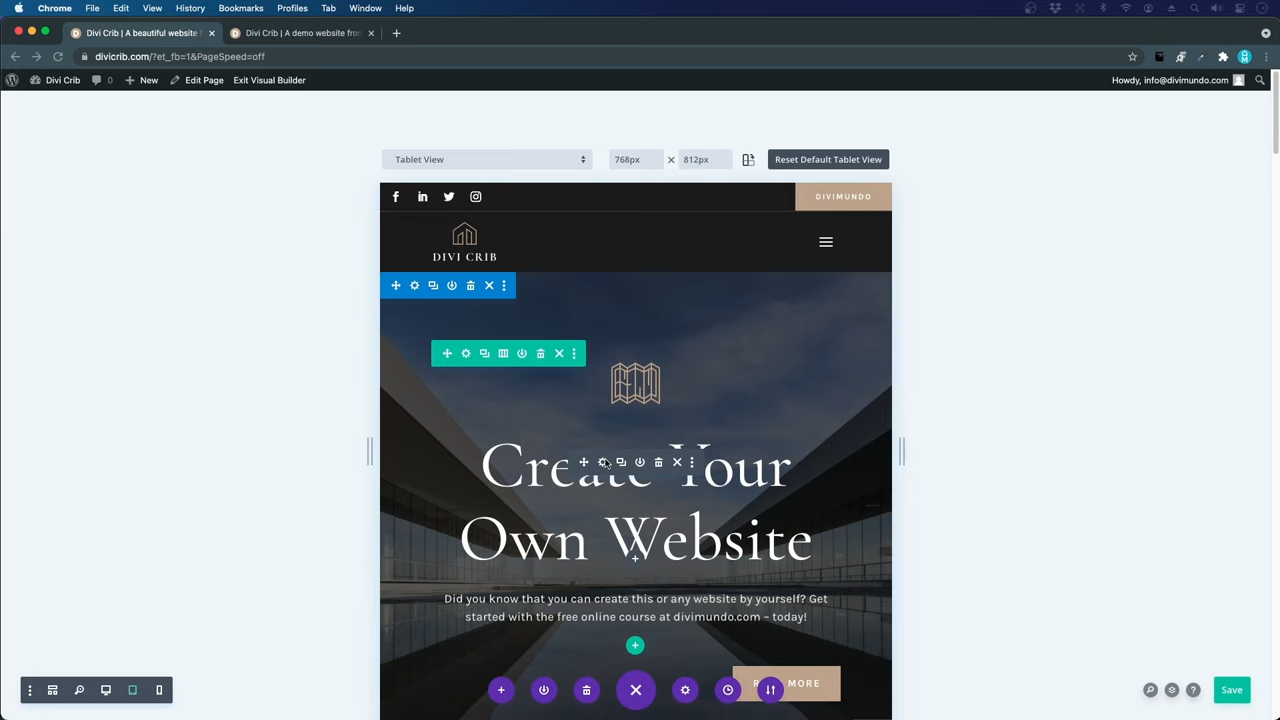 Chrome File Edit View History Bookmarks Profiles Tab Window Help
Divi Crib | A beautiful website
Divi Crib | A demo website from
divicrib.com/?et_fb=1&PageSpeed=off
Divi Crib 0 New Edit Page Exit Visual Builder Howdy, info@divimundo.com
Tablet View 768px × 812px Reset Default Tablet View
DIVIMUNDO
DIVI CRIB
Create Your
Own Website
Did you know that you can create this or any website by yourself? Get
started with the free online course at divimundo.com – today!
MORE
Save